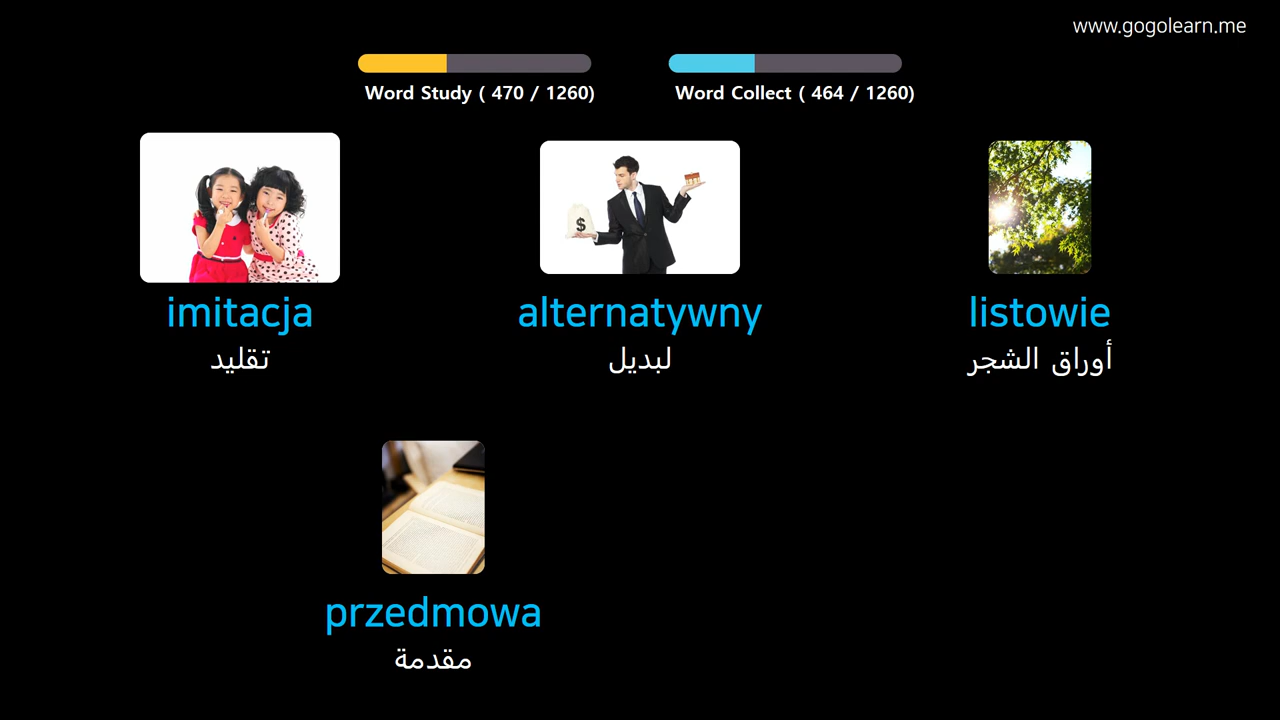 www.gogolearn.me
Word Study ( 470 / 1260)
Word Collect ( 464 / 1260)
$
imitacja
alternatywny
listowie
تقليد
لبديل
أوراق الشجر
przedmowa
مقدمة